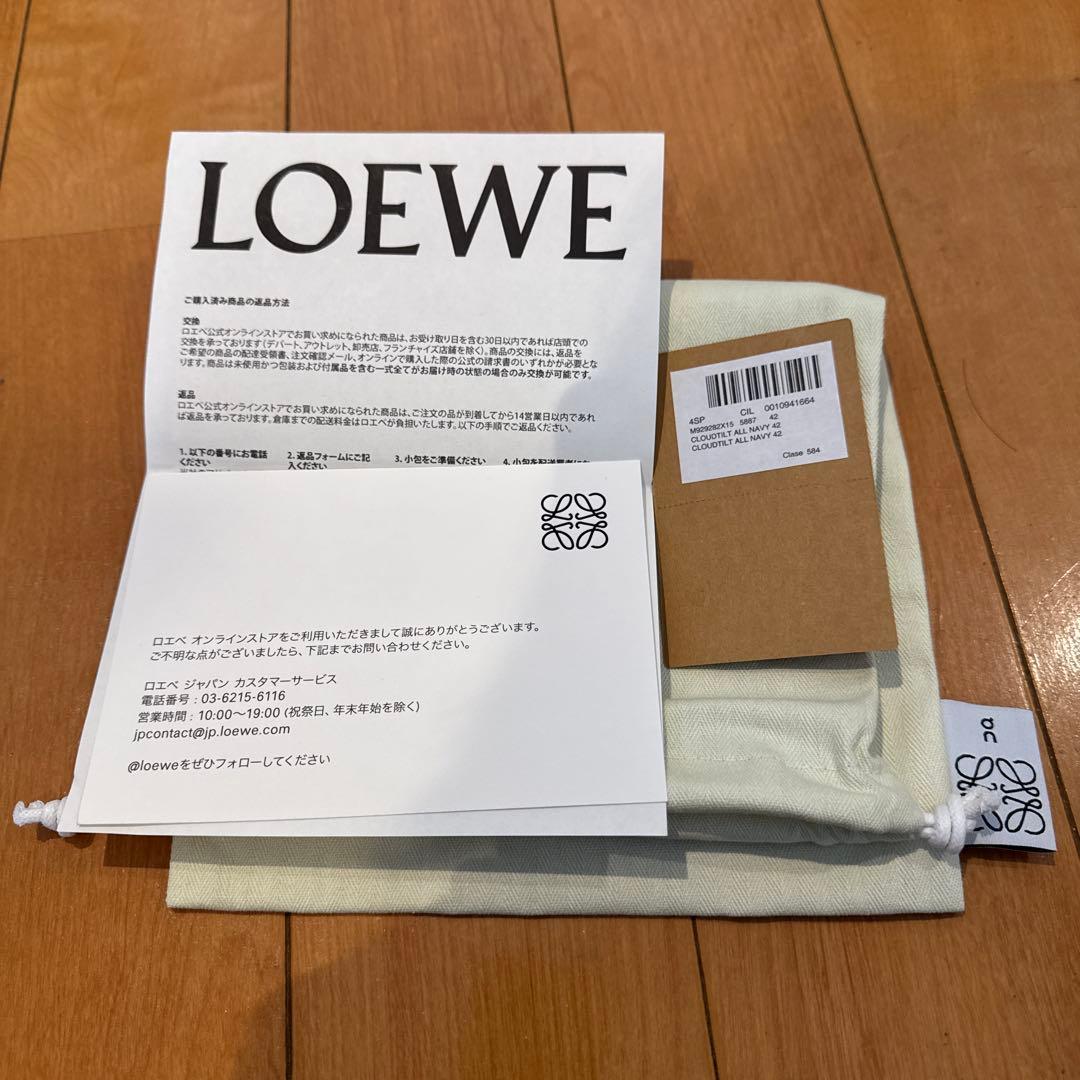 LOEWE
ご購入済み商品の返品方法
交換
ロエベ公式オンラインストアでお買い求めになられた商品は、お受け取り日を含む30日以内であれば店頭での
交換を承っております(デパート、アウトレット、卸売店、フランチャイズ店舗を除く)。商品の交換には、返品を
ご希望の商品の配達受領書、注文確認メール、オンラインで購入した際の公式の請求書のいずれかが必要とな
ります。商品は未使用かつ包装および付属品を含む一式全てがお届け時の状態の場合のみ交換が可能です。
返品
ロエベ公式オンラインストアでお買い求めになられた商品は、ご注文の品が到着してから14営業日以内であれ
ば返品を承っております。倉庫までの配送料金はロエベが負担いたします。以下の手順でご返品ください。
1. 以下の番号にお電話
ください
2. 返品フォームにご記
入ください
3. 小包をご準備ください
4. 小包を配送業者に
ロエベ オンラインストアをご利用いただきまして誠にありがとうございます。
ご不明な点がございましたら、下記までお問い合わせください。
ロエベ ジャパン カスタマーサービス
電話番号 : 03-6215-6116
営業時間 : 10:00〜19:00 (祝祭日、年末年始を除く)
jpcontact@jp.loewe.com
@loeweをぜひフォローしてください
4SP CIL 0010941664
M929282X15 5887 42
CLOUDTILT ALL NAVY 42
CLOUDTILT ALL NAVY 42
Clase 584